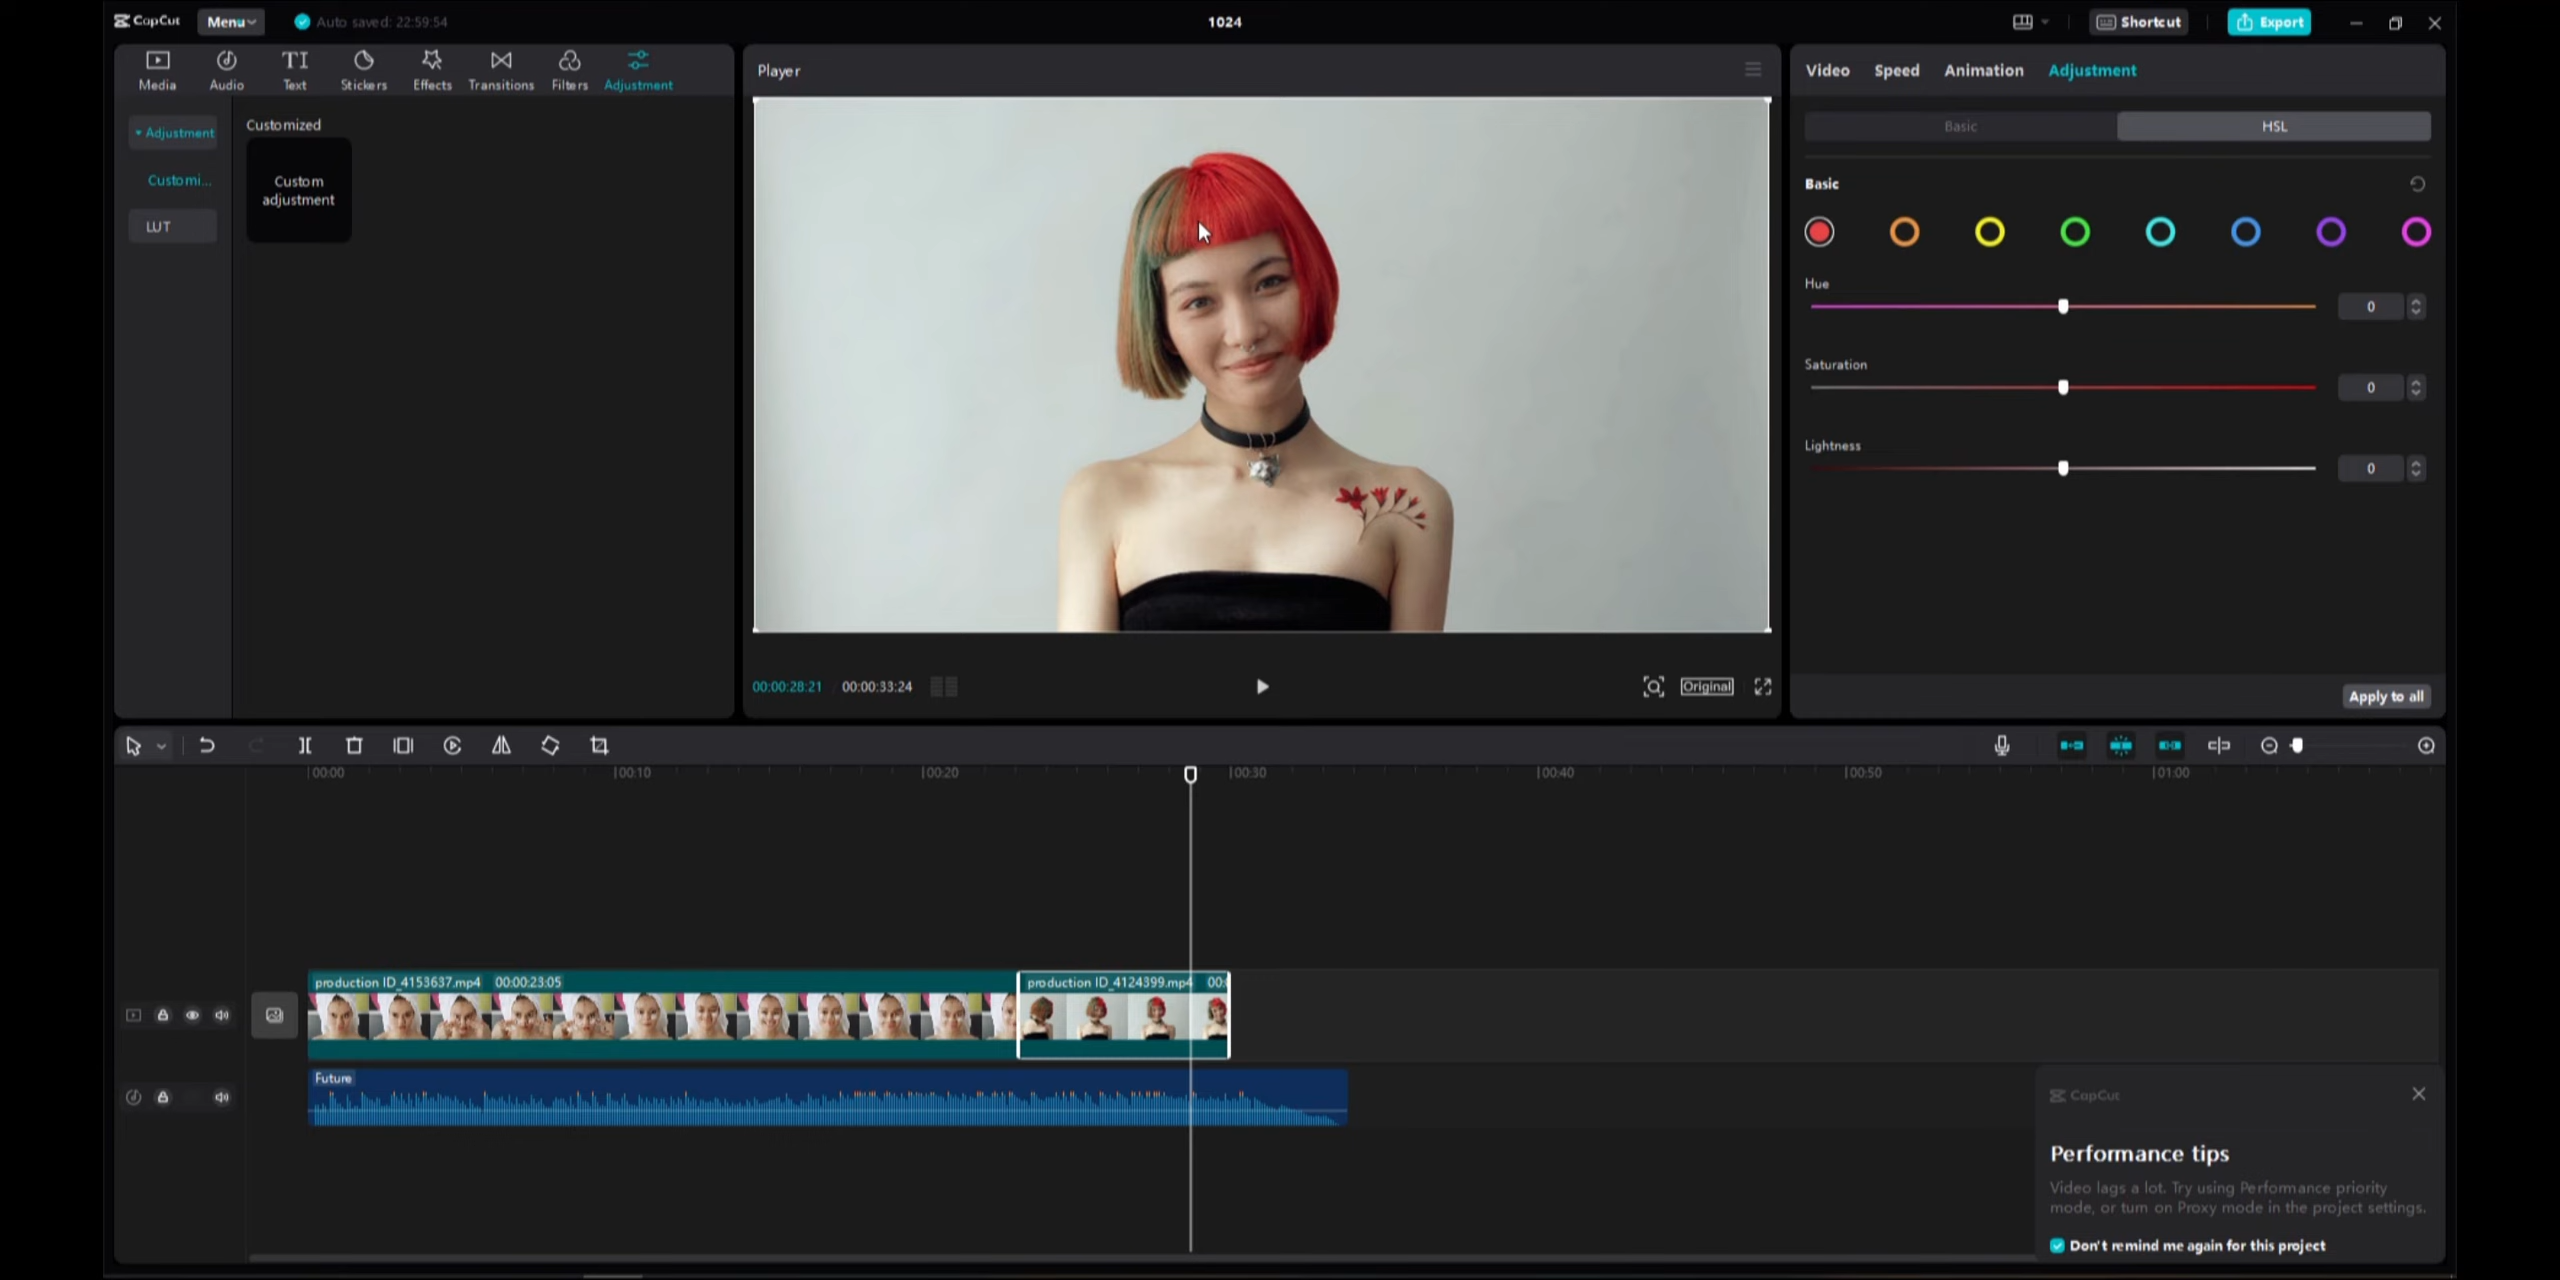 CapCut
Menu
Auto saved: 22:59:54
1024
Shortcut
Export
Media
Audio
Text
Stickers
Effects
Transitions
Filters
Adjustment
Adjustment
Customi...
LUT
Customized
Custom
adjustment
Player
00:00:28:21
00:00:33:24
Original
Video
Speed
Animation
Adjustment
Basic
HSL
Basic
Hue
0
Saturation
0
Lightness
0
Apply to all
00:00
00:10
00:20
00:30
00:40
00:50
01:00
production ID_4153637.mp4 00:00:23:05
production ID_4124399.mp4 00:
Future
CapCut
Performance tips
Video lags a lot. Try using Performance priority
mode, or turn on Proxy mode in the project settings.
Don't remind me again for this project